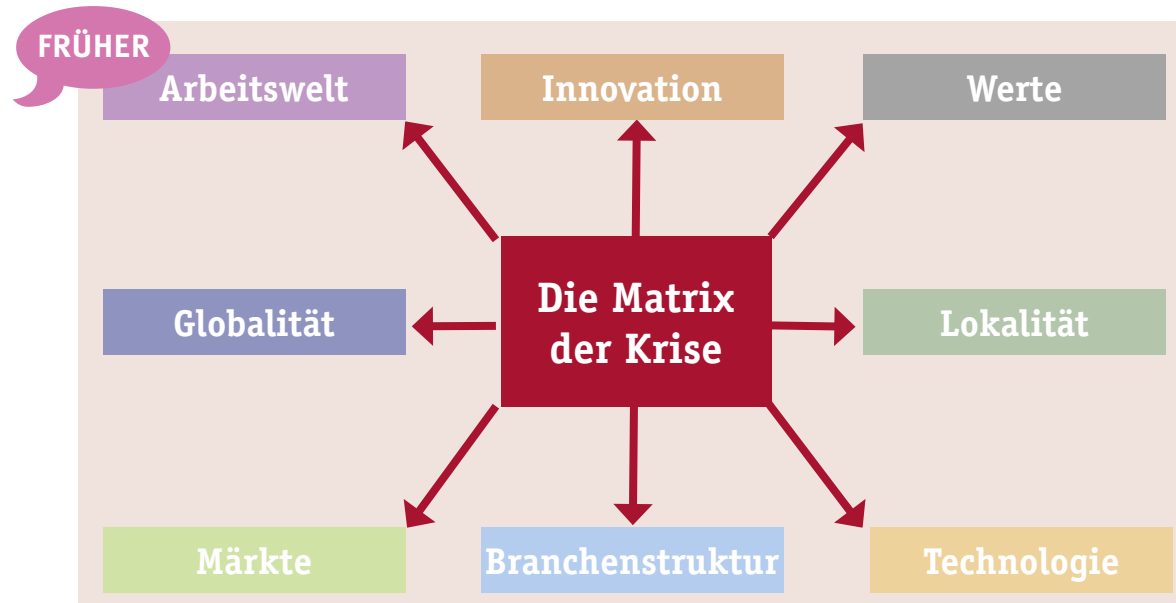 FRÜHER
Arbeitswelt
Innovation
Werte
Die Matrix
der Krise
Globalität
Lokalität
Märkte
Branchenstruktur
Technologie